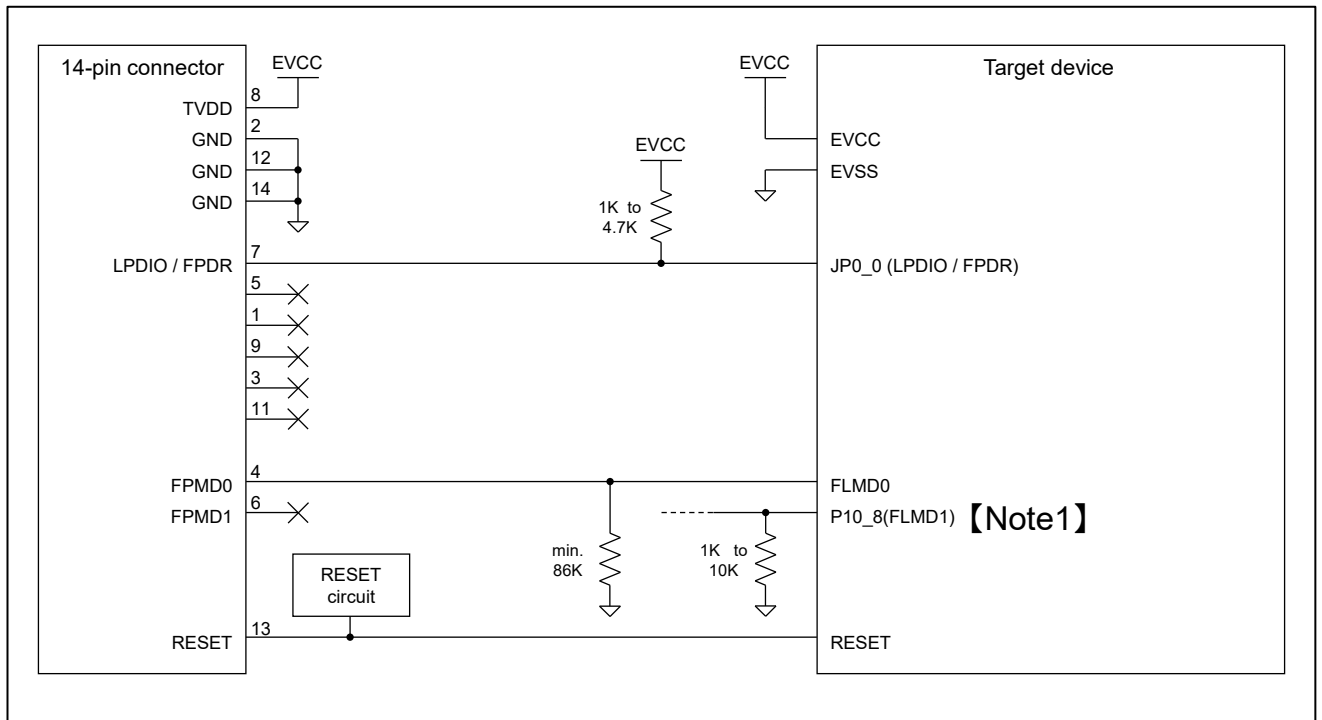 14-pin connector
EVCC
8
TVDD
2
GND
12
GND
14
GND
7
LPDIO / FPDR
5
1
9
3
11
4
FPMD0
6
FPMD1
RESET
circuit
13
RESET
EVCC
1K to
4.7K
min.
86K
1K to
10K
EVCC
Target device
EVCC
EVSS
JP0_0 (LPDIO / FPDR)
FLMD0
P10_8(FLMD1)【Note1】
RESET